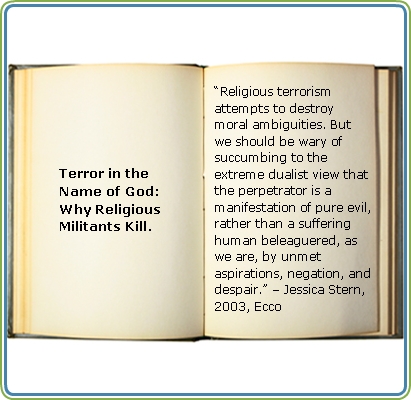 Terror in the
Name of God:
Why Religious
Militants Kill.
“Religious terrorism
attempts to destroy
moral ambiguities. But
we should be wary of
succumbing to the
extreme dualist view that
the perpetrator is a
manifestation of pure evil,
rather than a suffering
human beleaguered, as
we are, by unmet
aspirations, negation, and
despair.” – Jessica Stern,
2003, Ecco